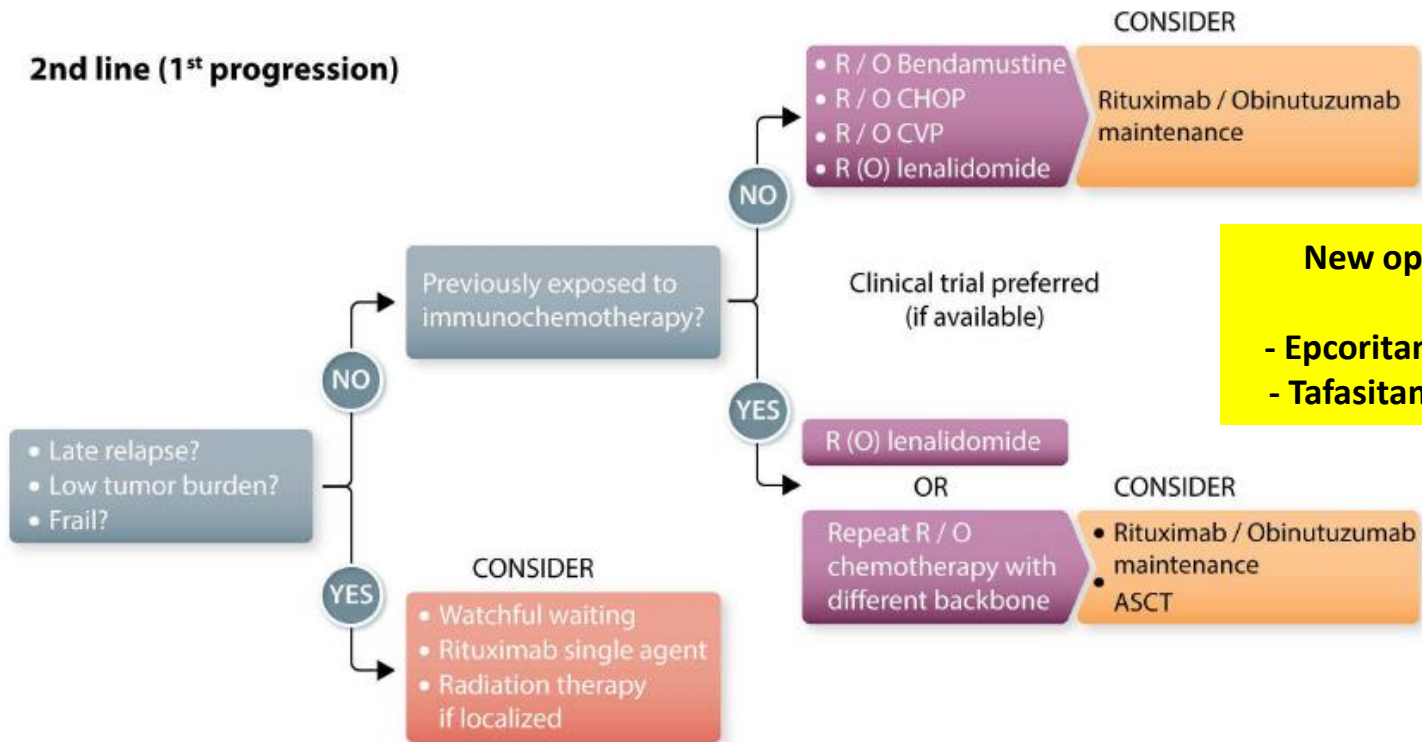 2nd line (1st progression)
CONSIDER
• R / O Bendamustine
• R / O CHOP
• R / O CVP
• R (O) lenalidomide
Rituximab / Obinutuzumab
maintenance
NO
Previously exposed to
immunochemotherapy?
Clinical trial preferred
(if available)
New op
- Epcoritan
- Tafasitan
NO
YES
• Late relapse?
• Low tumor burden?
• Frail?
R (O) lenalidomide
OR
Repeat R / O
chemotherapy with
different backbone
CONSIDER
• Rituximab / Obinutuzumab
maintenance
• ASCT
YES
CONSIDER
• Watchful waiting
• Rituximab single agent
• Radiation therapy
if localized